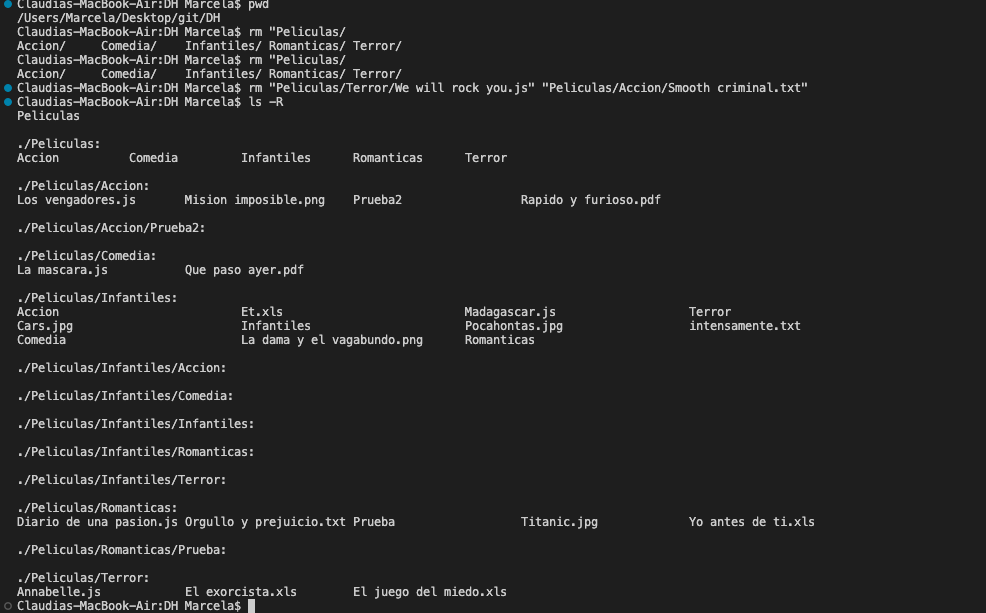 Claudias-MacBook-Air:DH Marcela$ pwd
/Users/Marcela/Desktop/git/DH
Claudias-MacBook-Air:DH Marcela$ rm "Peliculas/
Accion/     Comedia/    Infantiles/ Romanticas/ Terror/
Claudias-MacBook-Air:DH Marcela$ rm "Peliculas/
Accion/     Comedia/    Infantiles/ Romanticas/ Terror/
Claudias-MacBook-Air:DH Marcela$ rm "Peliculas/Terror/We will rock you.js" "Peliculas/Accion/Smooth criminal.txt"
Claudias-MacBook-Air:DH Marcela$ ls -R
Peliculas

./Peliculas:
Accion          Comedia         Infantiles      Romanticas      Terror

./Peliculas/Accion:
Los vengadores.js       Mision imposible.png    Prueba2                 Rapido y furioso.pdf

./Peliculas/Accion/Prueba2:

./Peliculas/Comedia:
La mascara.js           Que paso ayer.pdf

./Peliculas/Infantiles:
Accion                          Et.xls                          Madagascar.js                   Terror
Cars.jpg                        Infantiles                      Pocahontas.jpg                  intensamente.txt
Comedia                         La dama y el vagabundo.png      Romanticas

./Peliculas/Infantiles/Accion:

./Peliculas/Infantiles/Comedia:

./Peliculas/Infantiles/Infantiles:

./Peliculas/Infantiles/Romanticas:

./Peliculas/Infantiles/Terror:

./Peliculas/Romanticas:
Diario de una pasion.js Orgullo y prejuicio.txt Prueba                  Titanic.jpg             Yo antes de ti.xls

./Peliculas/Romanticas/Prueba:

./Peliculas/Terror:
Annabelle.js            El exorcista.xls        El juego del miedo.xls
Claudias-MacBook-Air:DH Marcela$